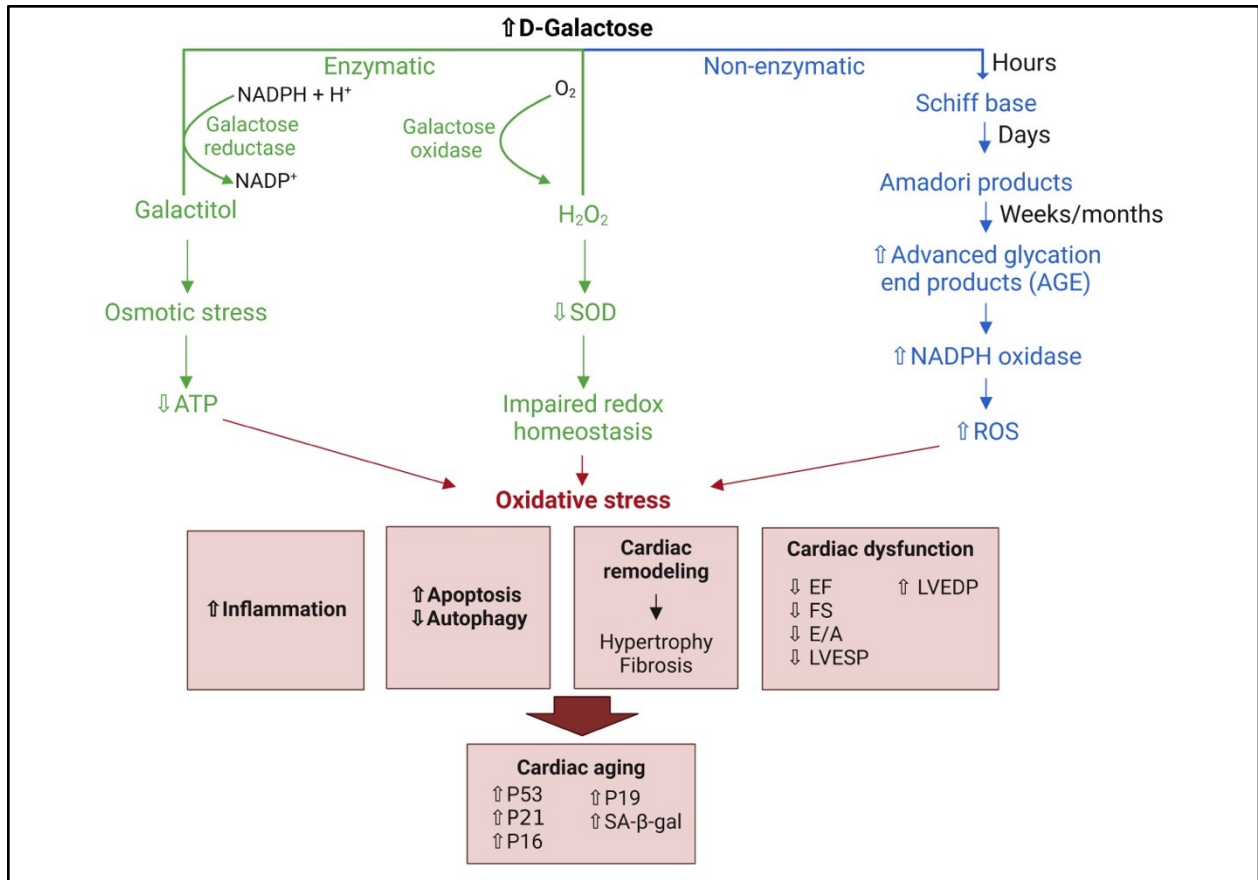 ⇧D-Galactose
Enzymatic
Non-enzymatic
Hours
NADPH + H⁺
Galactose
reductase
NADP⁺
Galactitol
Osmotic stress
⇩ATP
O₂
Galactose
oxidase
H₂O₂
⇩SOD
Impaired redox
homeostasis
Schiff base
Days
Amadori products
Weeks/months
⇧Advanced glycation
end products (AGE)
⇧NADPH oxidase
⇧ROS
Oxidative stress
⇧Inflammation
⇧Apoptosis
⇩Autophagy
Cardiac
remodeling
Hypertrophy
Fibrosis
Cardiac dysfunction
⇩ EF
⇩ FS
⇩ E/A
⇩ LVESP
⇧ LVEDP
Cardiac aging
⇧P53
⇧P21
⇧P16
⇧P19
⇧SA-β-gal